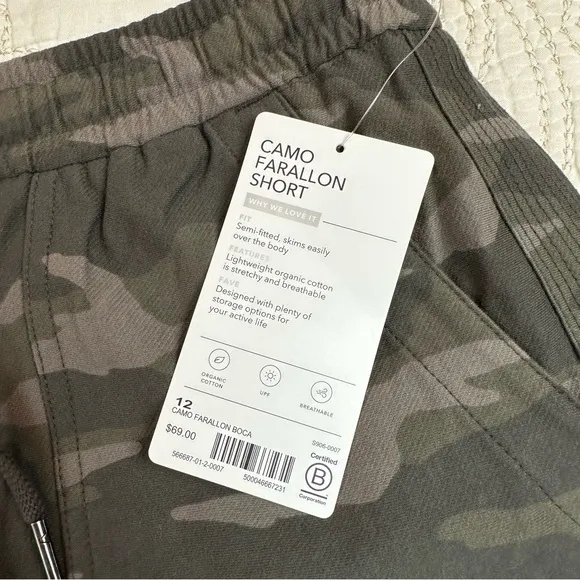 CAMO
FARALLON
SHORT
WHY WE LOVE IT
FIT
Semi-fitted, skims easily
over the body
FEATURES
Lightweight organic cotton
is stretchy and breathable
FAVE
Designed with plenty of
storage options for
your active life
ORGANIC
COTTON
UPF
BREATHABLE
12
CAMO FARALLON BOCA
$69.00
S906-0007
566687-01-2-0007
500046667231
Certified
B
Corporation